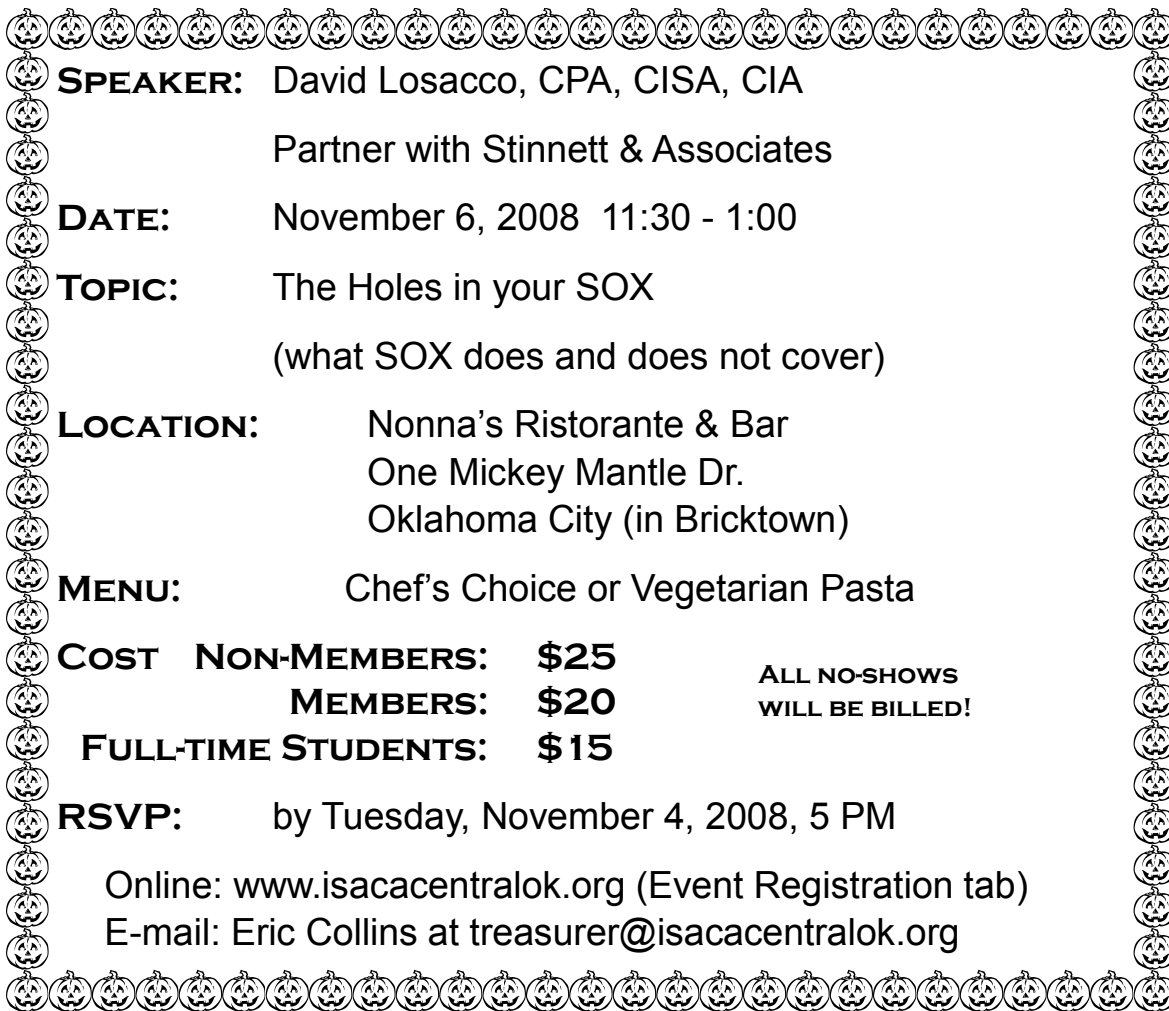 SPEAKER: David Losacco, CPA, CISA, CIA
Partner with Stinnett & Associates
DATE: November 6, 2008 11:30 - 1:00
TOPIC: The Holes in your SOX
(what SOX does and does not cover)
LOCATION: Nonna's Ristorante & Bar
One Mickey Mantle Dr.
Oklahoma City (in Bricktown)
MENU: Chef's Choice or Vegetarian Pasta
COST NON-MEMBERS: $25
MEMBERS: $20
FULL-TIME STUDENTS: $15
ALL NO-SHOWS
WILL BE BILLED!
RSVP: by Tuesday, November 4, 2008, 5 PM
Online: www.isacacentralok.org (Event Registration tab)
E-mail: Eric Collins at treasurer@isacacentralok.org